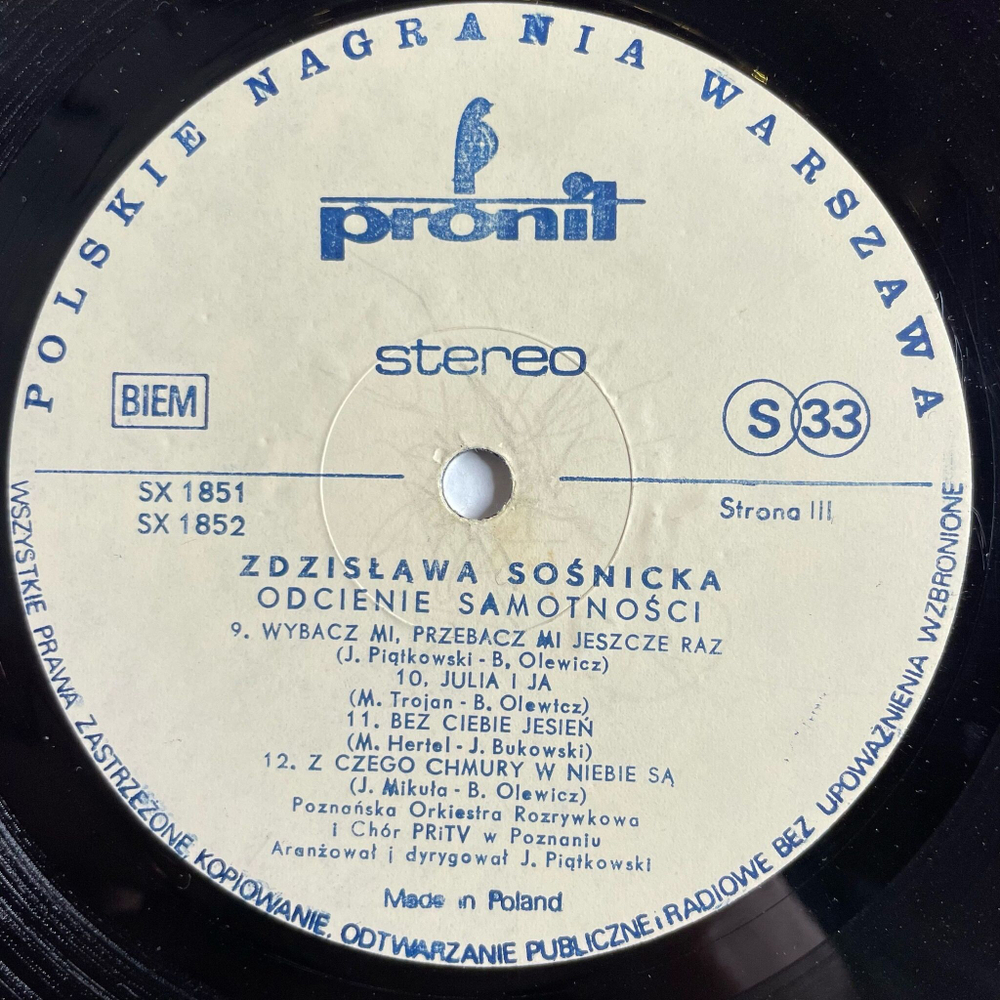 POLSKIE NAGRANIA WARSZAWA
pronit
stereo
BIEM
S 33
SX 1851
SX 1852
Strona III
ZDZISŁAWA SOŚNICKA
ODCIENIE SAMOTNOŚCI
9. WYBACZ MI, PRZEBACZ MI JESZCZE RAZ
(J. Piątkowski - B. Olewicz)
10. JULIA I JA
(M. Trojan - B. Olewicz)
11. BEZ CIEBIE JESIEŃ
(M. Hertel - J. Bukowski)
12. Z CZEGO CHMURY W NIEBIE SĄ
(J. Mikuła - B. Olewicz)
Poznańska Orkiestra Rozrywkowa
i Chór PRiTV w Poznaniu
Aranżował i dyrygował J. Piątkowski
Made in Poland
WSZYSTKIE PRAWA ZASTRZEŻONE. KOPIOWANIE, ODTWARZANIE PUBLICZNE i RADIOWE BEZ UPOWAŻNIENIA WZBRONIONE